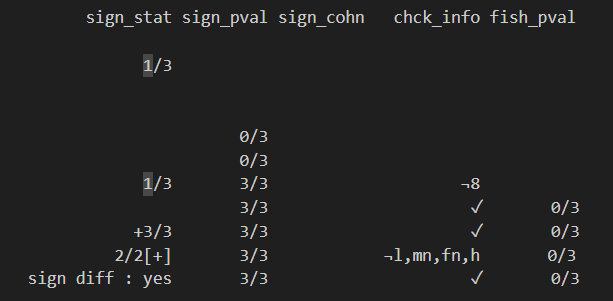 sign_stat sign_pval sign_cohn chck_info fish_pval
1/3
0/3
0/3
1/3 3/3 ¬8
3/3 ✓ 0/3
+3/3 3/3 ✓ 0/3
2/2[+] 3/3 ¬l,mn,fn,h 0/3
sign diff : yes 3/3 ✓ 0/3